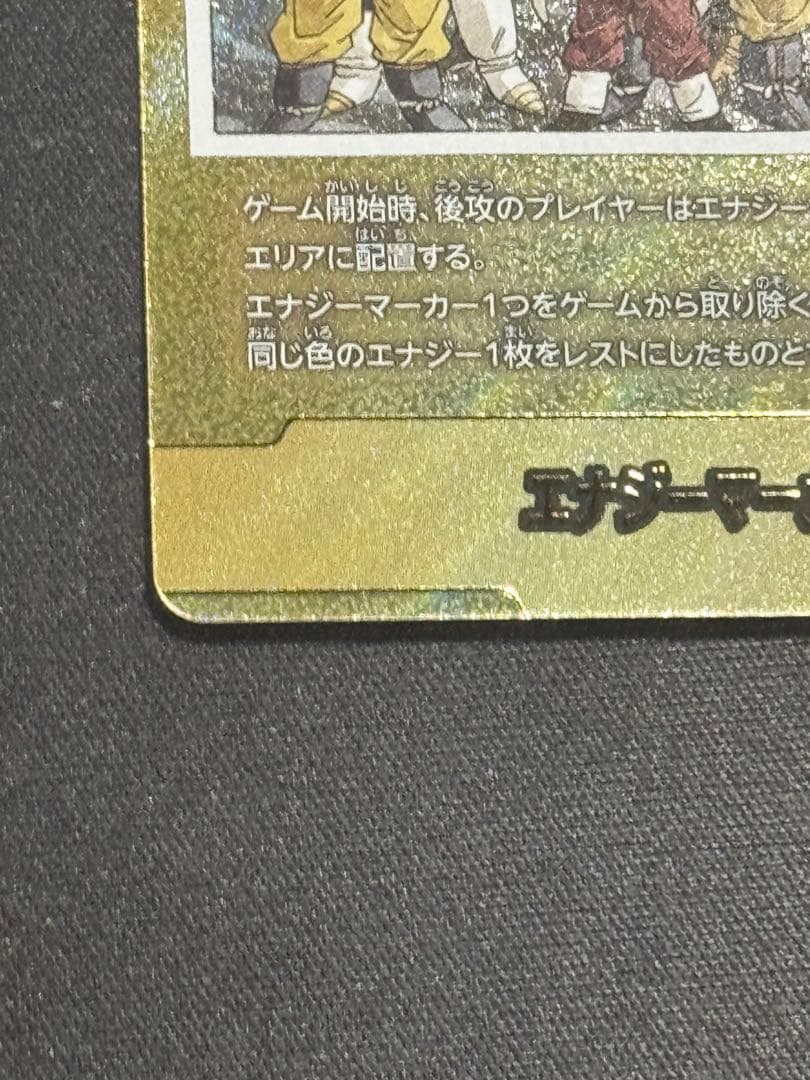 ゲーム開始時、後攻のプレイヤーはエナジー
エリアに配置する。
エナジーマーカー1つをゲームから取り除く
同じ色のエナジー1枚をレストにしたものと
エナジーマー